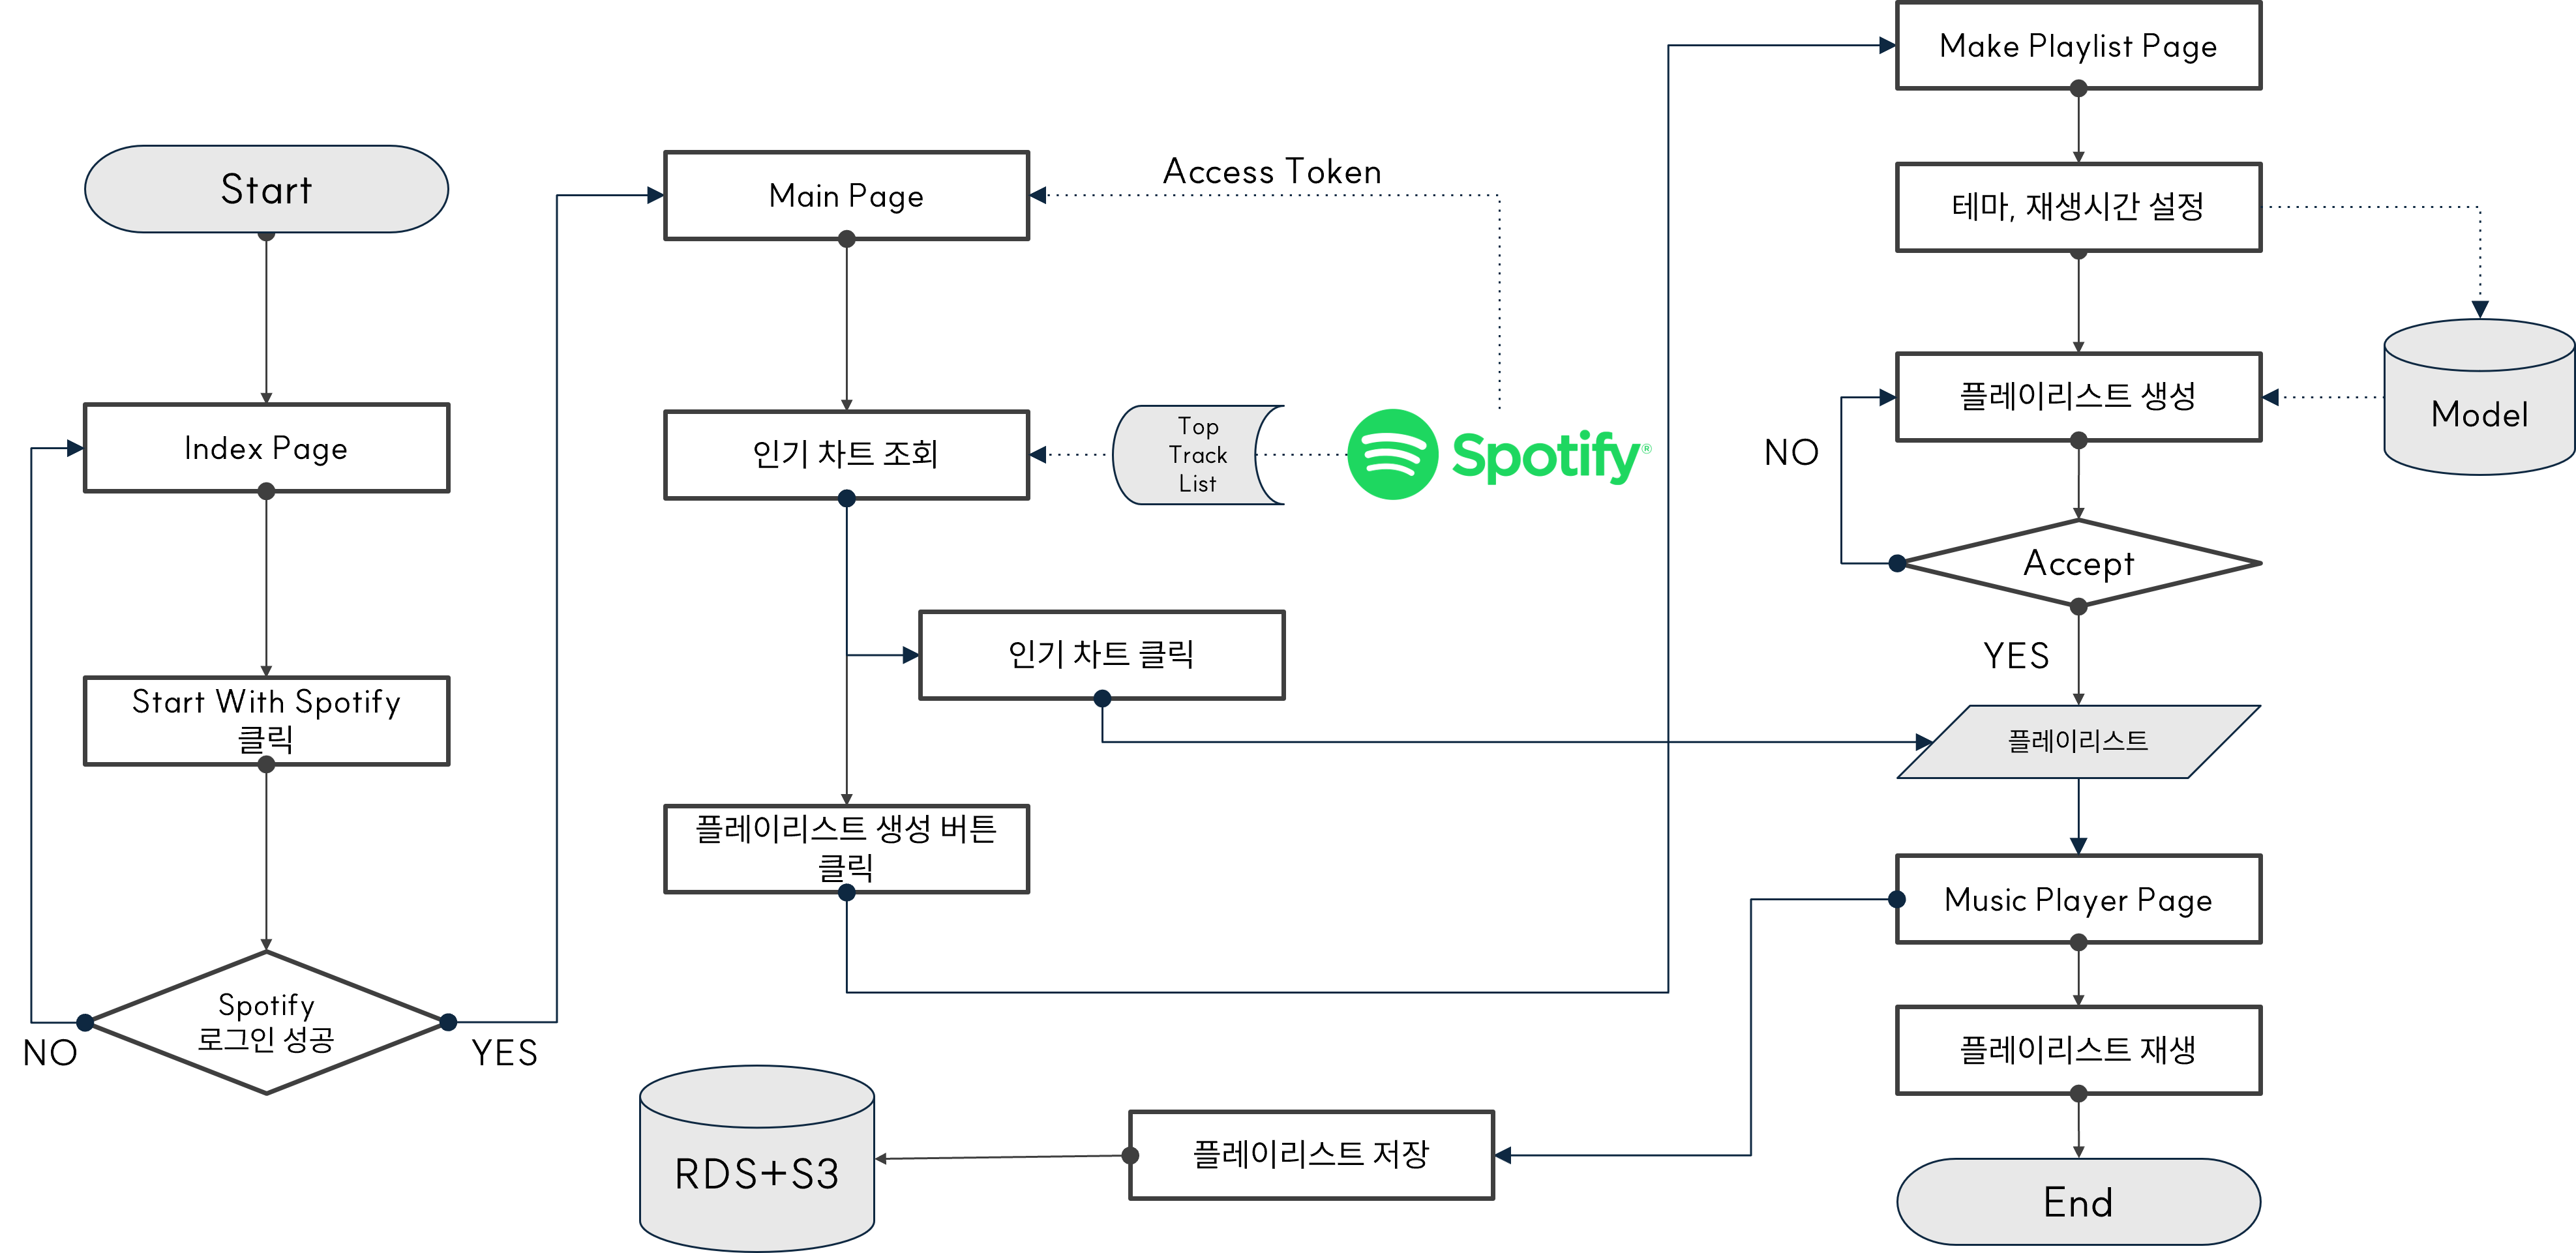 Start
Index Page
Start With Spotify
클릭
Spotify
로그인 성공
NO
YES
Main Page
Access Token
인기 차트 조회
Top
Track
List
Spotify®
인기 차트 클릭
플레이리스트 생성 버튼
클릭
RDS+S3
플레이리스트 저장
Make Playlist Page
테마, 재생시간 설정
플레이리스트 생성
Model
NO
Accept
YES
플레이리스트
Music Player Page
플레이리스트 재생
End